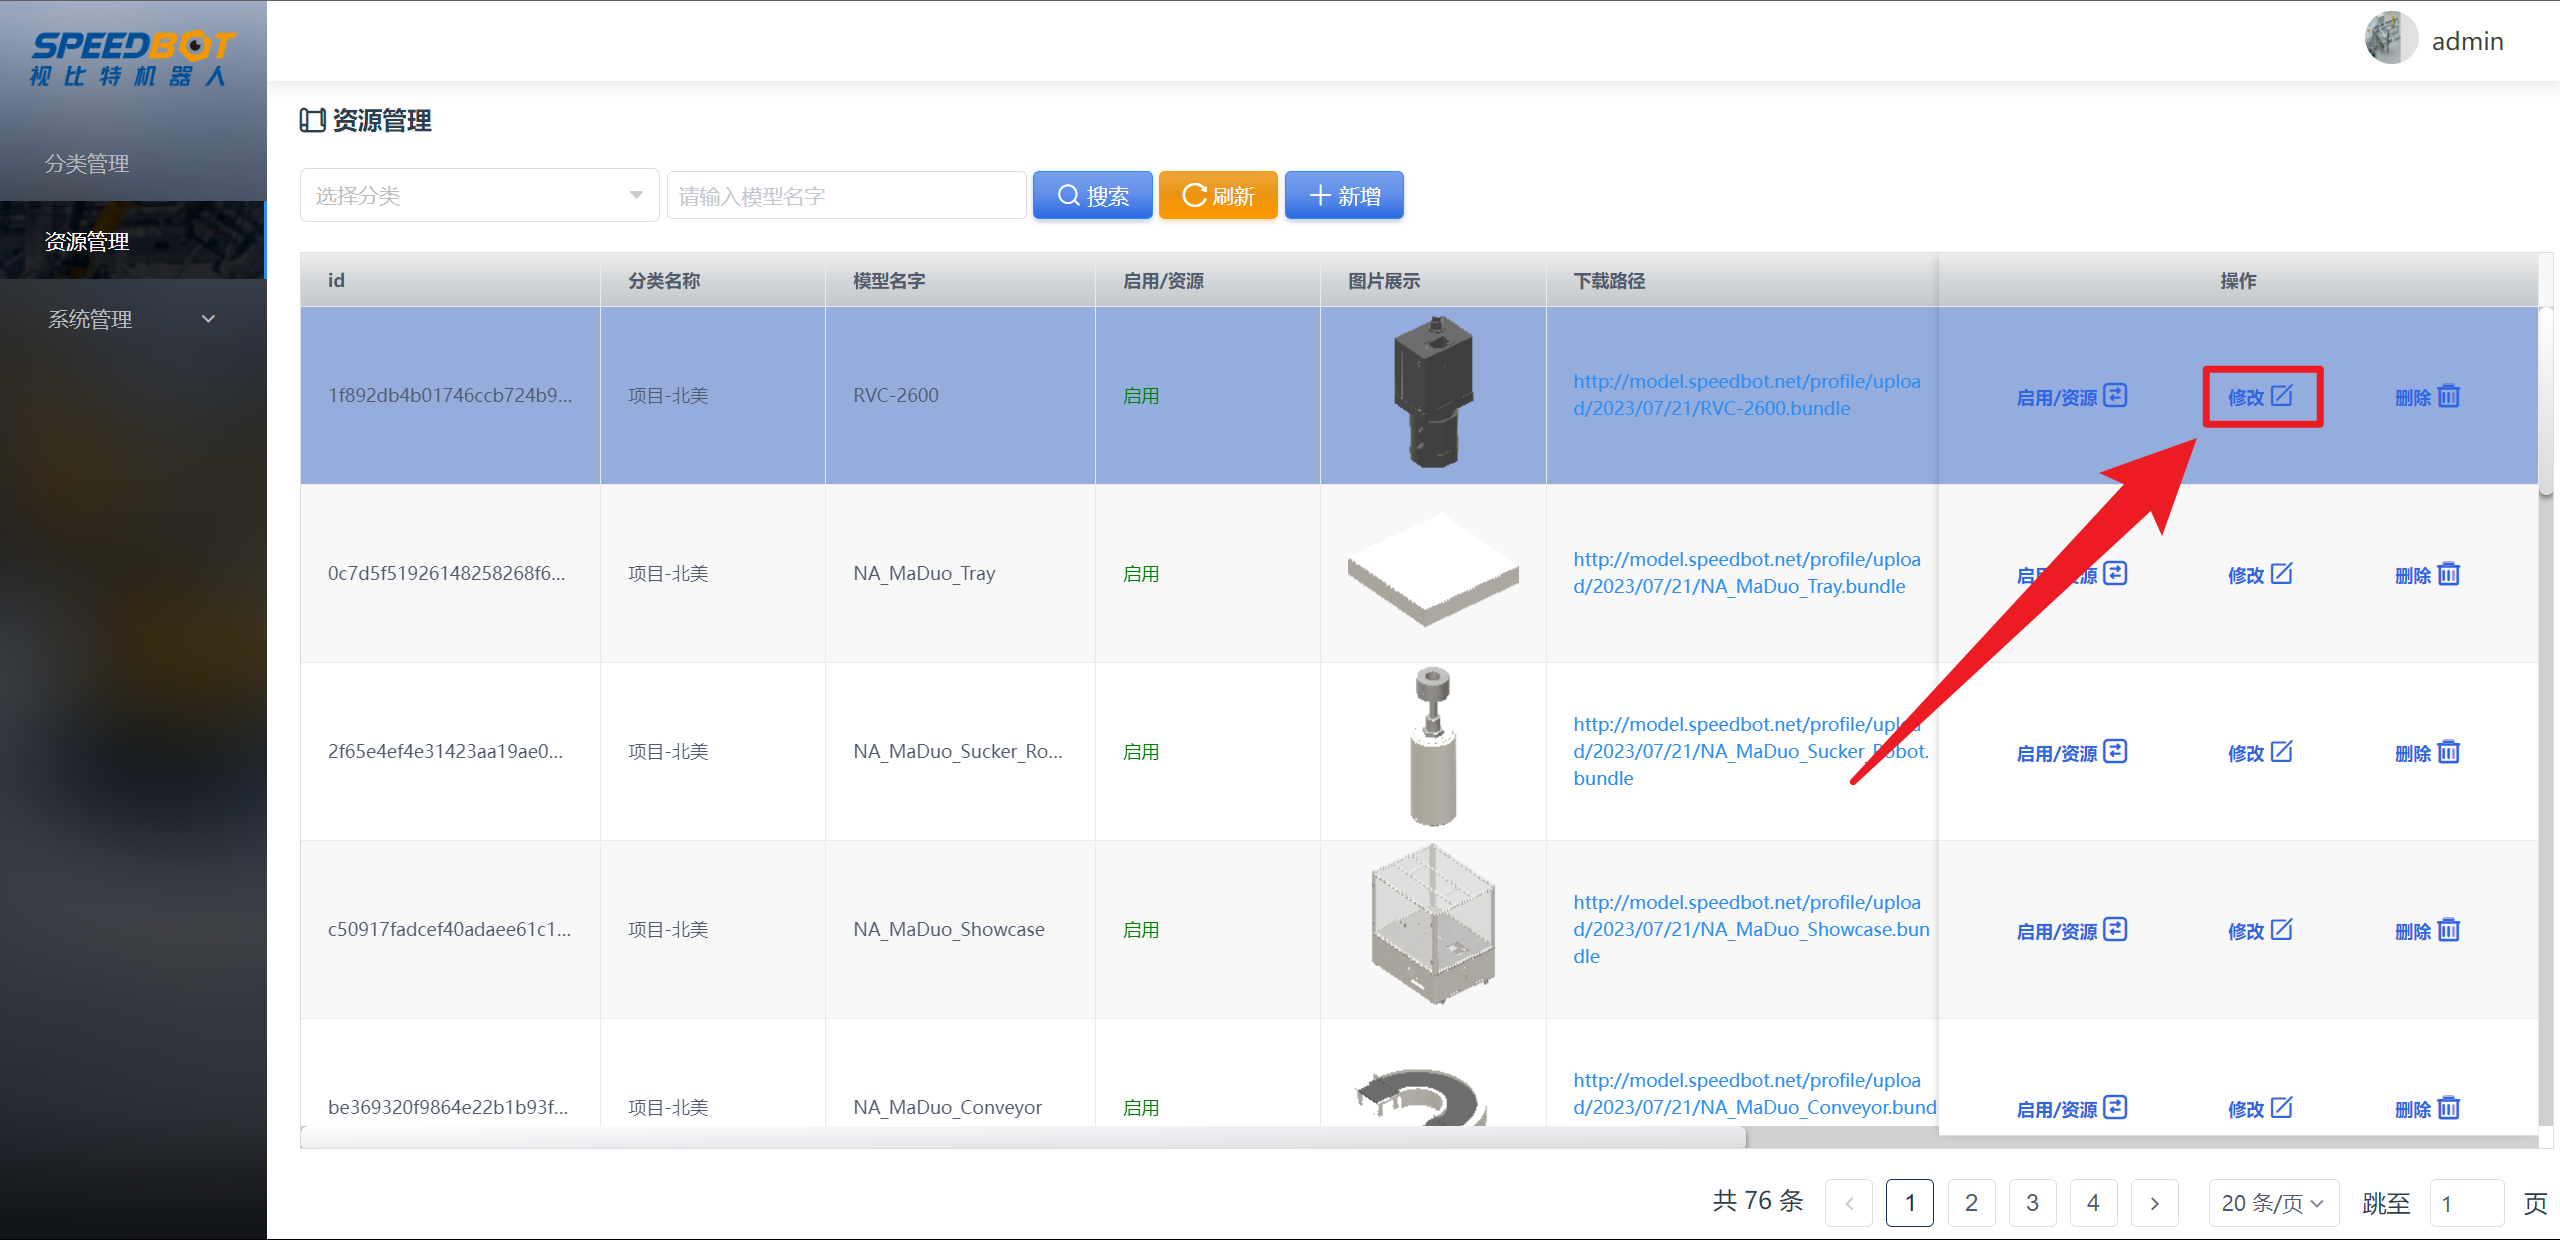 SPEEDBOT
视比特机器人
admin
分类管理
资源管理
系统管理
资源管理
选择分类
请输入模型名字
搜索
刷新
新增
id 分类名称 模型名字 启用/资源 图片展示 下载路径 操作
1f892db4b01746ccb724b9... 项目-北美 RVC-2600 启用
http://model.speedbot.net/profile/uploa
d/2023/07/21/RVC-2600.bundle
启用/资源 修改 删除
0c7d5f51926148258268f6... 项目-北美 NA_MaDuo_Tray 启用
http://model.speedbot.net/profile/uploa
d/2023/07/21/NA_MaDuo_Tray.bundle
启用/资源 修改 删除
2f65e4ef4e31423aa19ae0... 项目-北美 NA_MaDuo_Sucker_Ro... 启用
http://model.speedbot.net/profile/uploa
d/2023/07/21/NA_MaDuo_Sucker_Robot.
bundle
启用/资源 修改 删除
c50917fadcef40adaee61c1... 项目-北美 NA_MaDuo_Showcase 启用
http://model.speedbot.net/profile/uploa
d/2023/07/21/NA_MaDuo_Showcase.bun
dle
启用/资源 修改 删除
be369320f9864e22b1b93f... 项目-北美 NA_MaDuo_Conveyor 启用
http://model.speedbot.net/profile/uploa
d/2023/07/21/NA_MaDuo_Conveyor.bund
启用/资源 修改 删除
共 76 条 1 2 3 4 20 条/页 跳至 1 页